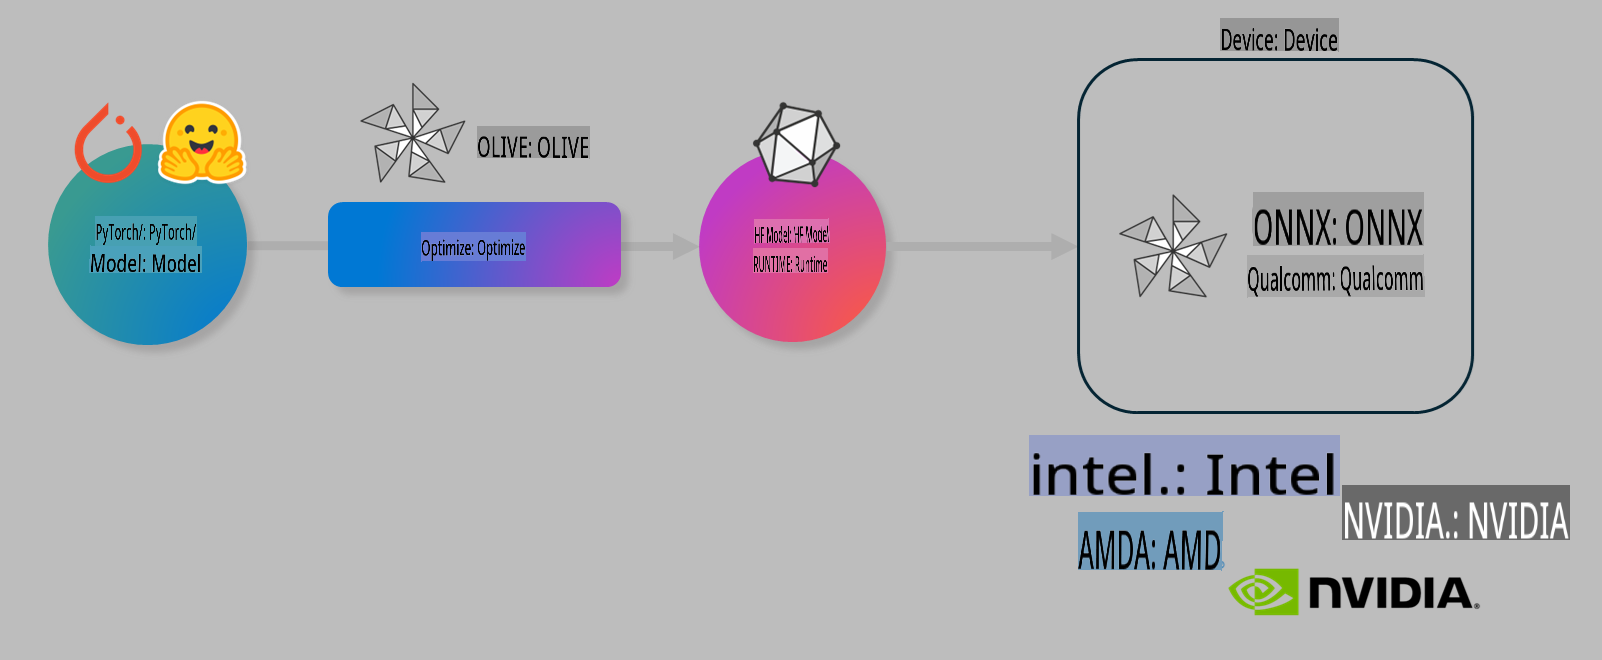 Device: Device
OLIVE: OLIVE
PyTorch/: PyTorch/
Model: Model
Optimize: Optimize
HF Model: HF Model
RUNTIME: Runtime
ONNX: ONNX
Qualcomm: Qualcomm
intel.: Intel
NVIDIA.: NVIDIA
AMDA: AMD
NVIDIA.